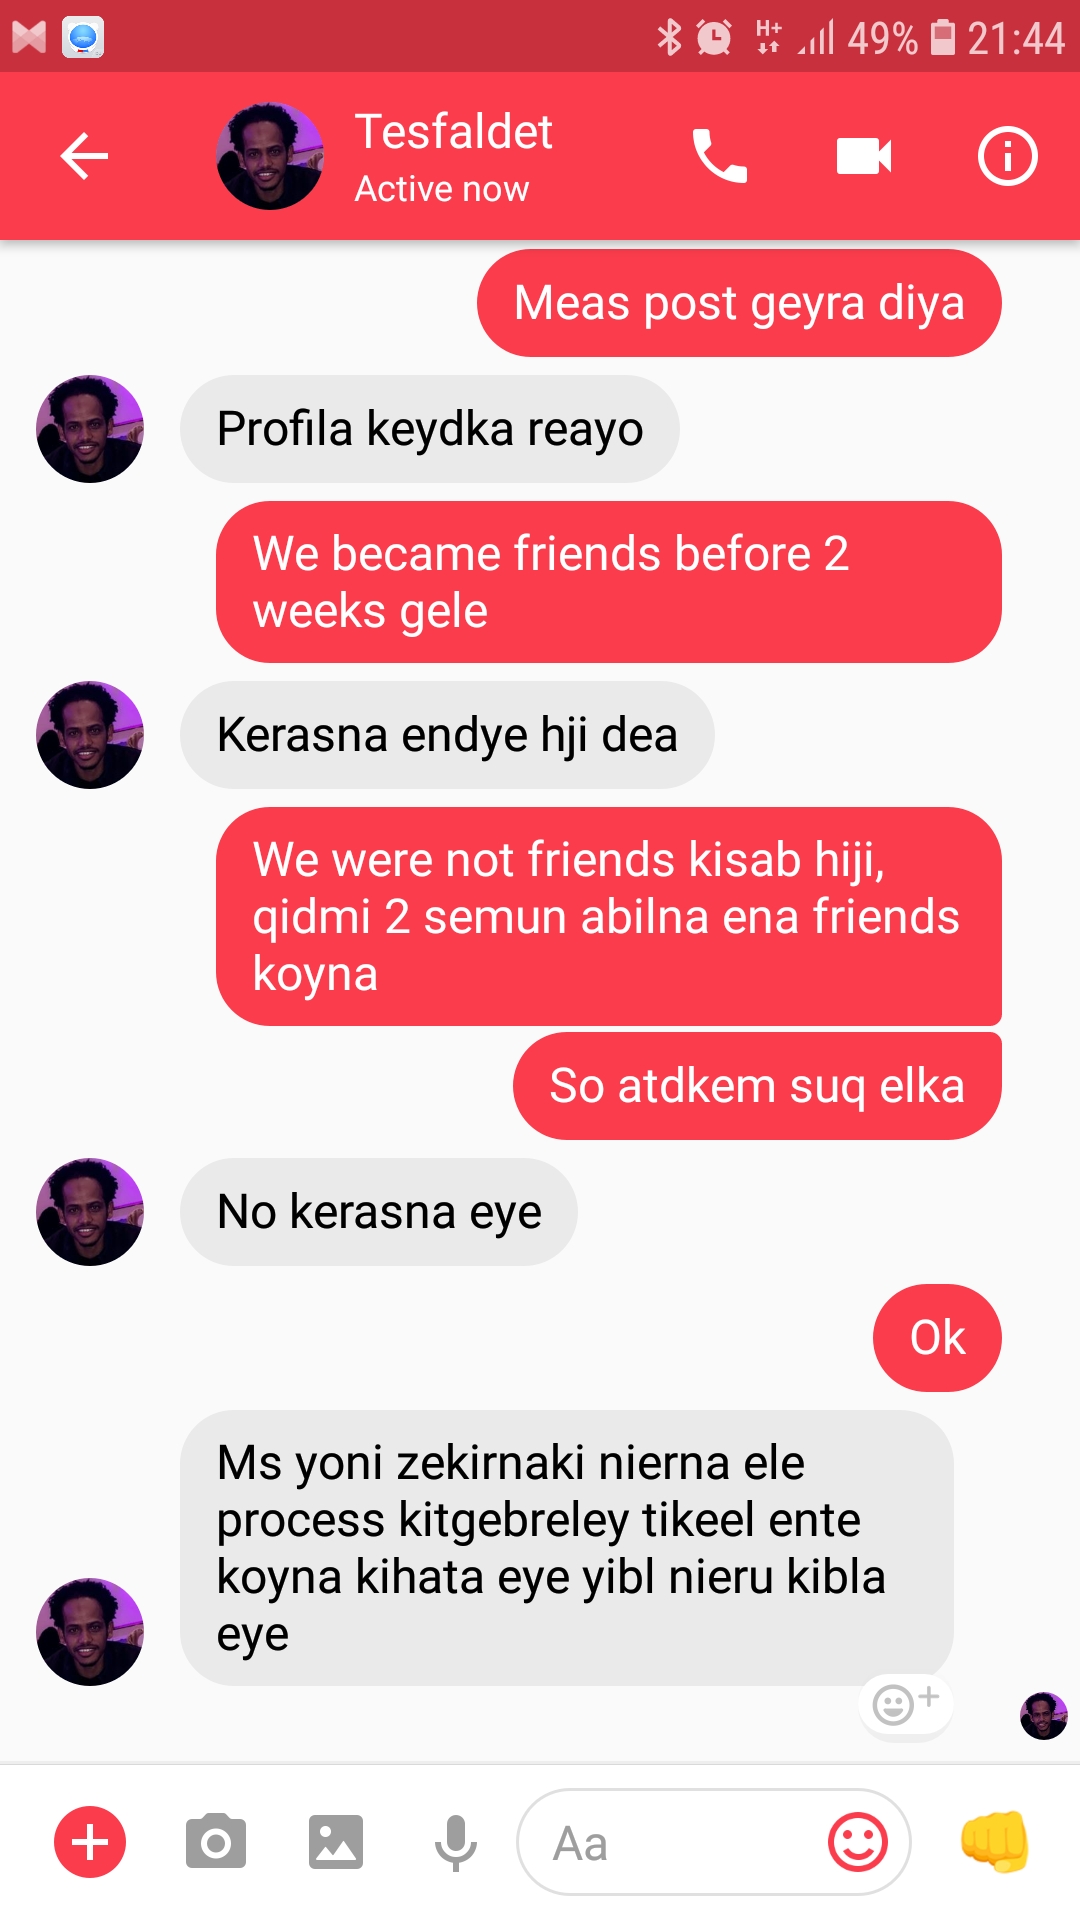 H+
49%
21:44
Tesfaldet
Active now
Meas post geyra diya
Profila keydka reayo
We became friends before 2
weeks gele
Kerasna endye hji dea
We were not friends kisab hiji,
qidmi 2 semun abilna ena friends
koyna
So atdkem suq elka
No kerasna eye
Ok
Ms yoni zekirnaki nierna ele
process kitgebreley tikeel ente
koyna kihata eye yibl nieru kibla
eye
Aa